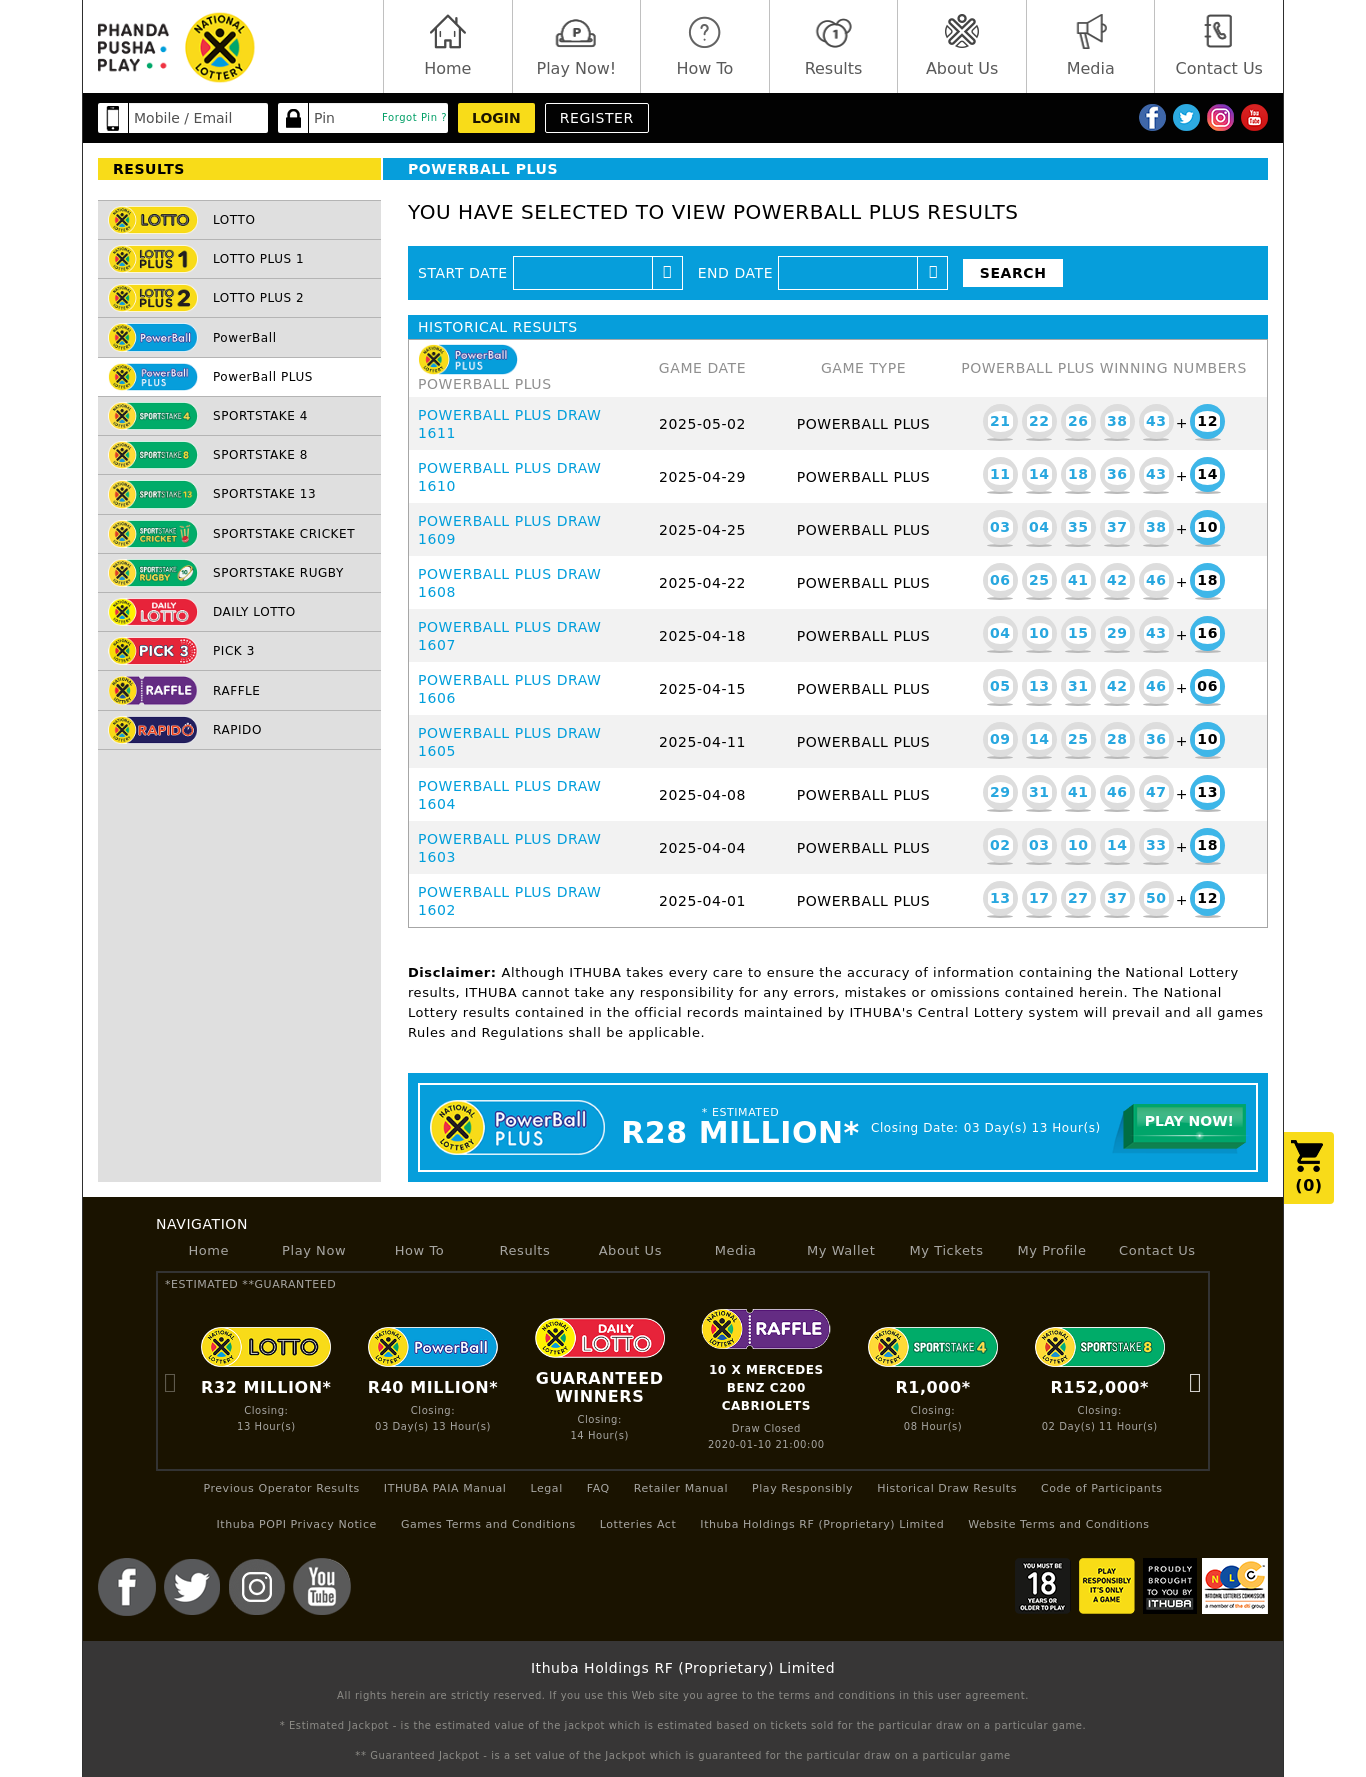 PHANDA
PUSHA
PLAY
NATIONAL
LOTTERY
Home
Play Now!
How To
Results
About Us
Media
Contact Us
Mobile / Email
Pin
Forgot Pin ?
LOGIN
REGISTER
RESULTS
POWERBALL PLUS
LOTTO
LOTTO PLUS 1
LOTTO PLUS 2
PowerBall
PowerBall PLUS
SPORTSTAKE 4
SPORTSTAKE 8
SPORTSTAKE 13
SPORTSTAKE CRICKET
SPORTSTAKE RUGBY
DAILY LOTTO
PICK 3
RAFFLE
RAPIDO
YOU HAVE SELECTED TO VIEW POWERBALL PLUS RESULTS
START DATE
END DATE
SEARCH
HISTORICAL RESULTS
PowerBall
PLUS
POWERBALL PLUS
GAME DATE
GAME TYPE
POWERBALL PLUS WINNING NUMBERS
POWERBALL PLUS DRAW
1611
2025-05-02
POWERBALL PLUS
21 22 26 38 43 + 12
POWERBALL PLUS DRAW
1610
2025-04-29
POWERBALL PLUS
11 14 18 36 43 + 14
POWERBALL PLUS DRAW
1609
2025-04-25
POWERBALL PLUS
03 04 35 37 38 + 10
POWERBALL PLUS DRAW
1608
2025-04-22
POWERBALL PLUS
06 25 41 42 46 + 18
POWERBALL PLUS DRAW
1607
2025-04-18
POWERBALL PLUS
04 10 15 29 43 + 16
POWERBALL PLUS DRAW
1606
2025-04-15
POWERBALL PLUS
05 13 31 42 46 + 06
POWERBALL PLUS DRAW
1605
2025-04-11
POWERBALL PLUS
09 14 25 28 36 + 10
POWERBALL PLUS DRAW
1604
2025-04-08
POWERBALL PLUS
29 31 41 46 47 + 13
POWERBALL PLUS DRAW
1603
2025-04-04
POWERBALL PLUS
02 03 10 14 33 + 18
POWERBALL PLUS DRAW
1602
2025-04-01
POWERBALL PLUS
13 17 27 37 50 + 12
Disclaimer: Although ITHUBA takes every care to ensure the accuracy of information containing the National Lottery
results, ITHUBA cannot take any responsibility for any errors, mistakes or omissions contained herein. The National
Lottery results contained in the official records maintained by ITHUBA's Central Lottery system will prevail and all games
Rules and Regulations shall be applicable.
NATIONAL
LOTTERY
PowerBall
PLUS
* ESTIMATED
R28 MILLION*
Closing Date: 03 Day(s) 13 Hour(s)
PLAY NOW!
(0)
NAVIGATION
Home
Play Now
How To
Results
About Us
Media
My Wallet
My Tickets
My Profile
Contact Us
*ESTIMATED **GUARANTEED
LOTTO
R32 MILLION*
Closing:
13 Hour(s)
PowerBall
R40 MILLION*
Closing:
03 Day(s) 13 Hour(s)
DAILY
LOTTO
GUARANTEED
WINNERS
Closing:
14 Hour(s)
RAFFLE
10 X MERCEDES
BENZ C200
CABRIOLETS
Draw Closed
2020-01-10 21:00:00
SPORTSTAKE 4
R1,000*
Closing:
08 Hour(s)
SPORTSTAKE 8
R152,000*
Closing:
02 Day(s) 11 Hour(s)
Previous Operator Results
ITHUBA PAIA Manual
Legal
FAQ
Retailer Manual
Play Responsibly
Historical Draw Results
Code of Participants
Ithuba POPI Privacy Notice
Games Terms and Conditions
Lotteries Act
Ithuba Holdings RF (Proprietary) Limited
Website Terms and Conditions
You
Tube
YOU MUST BE
18
YEARS OR
OLDER TO PLAY
PLAY
RESPONSIBLY
IT'S ONLY
A GAME
PROUDLY
BROUGHT
TO YOU BY
ITHUBA
NLC
NATIONAL LOTTERIES COMMISSION
a member of the dti group
Ithuba Holdings RF (Proprietary) Limited
All rights herein are strictly reserved. If you use this Web site you agree to the terms and conditions in this user agreement.
* Estimated Jackpot - is the estimated value of the jackpot which is estimated based on tickets sold for the particular draw on a particular game.
** Guaranteed Jackpot - is a set value of the Jackpot which is guaranteed for the particular draw on a particular game